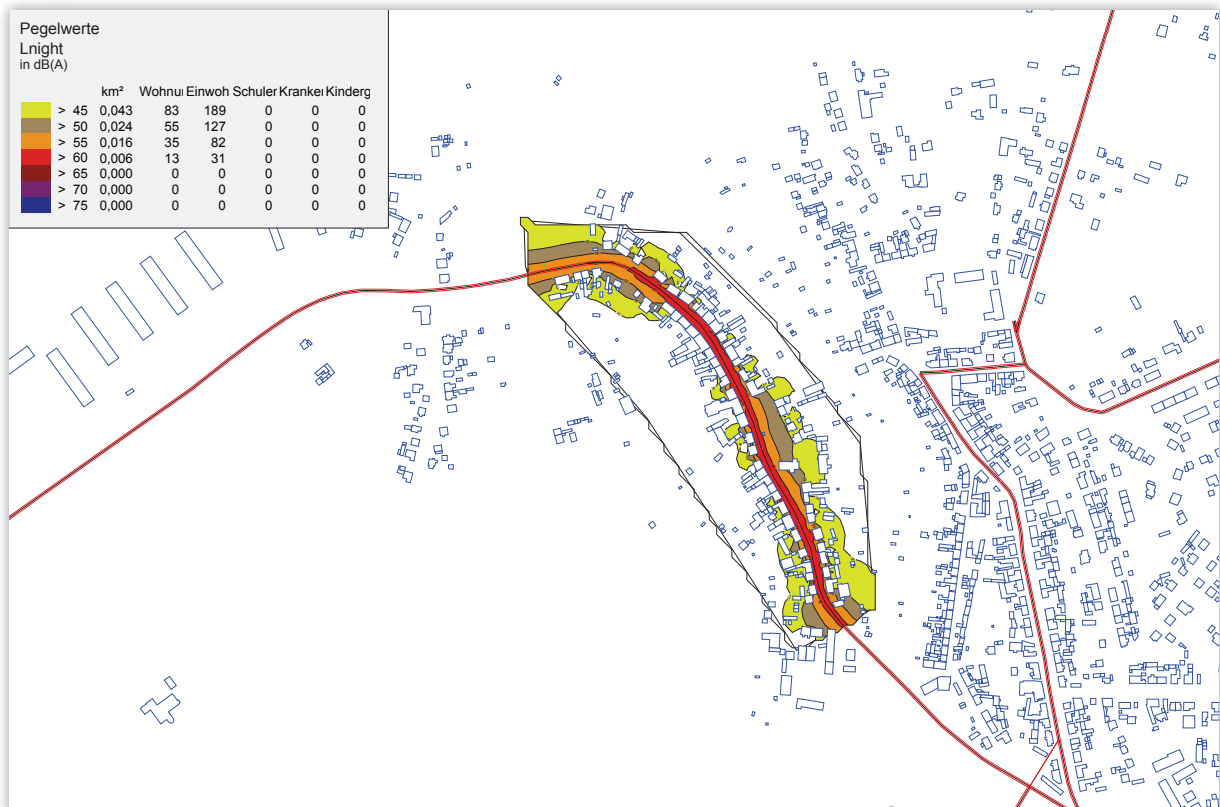 Pegelwerte
Lnight
in dB(A)
km² Wohnu Einwoh Schuler Kranke Kinderg
> 45 0,043 83 189 0 0 0
> 50 0,024 55 127 0 0 0
> 55 0,016 35 82 0 0 0
> 60 0,006 13 31 0 0 0
> 65 0,000 0 0 0 0 0
> 70 0,000 0 0 0 0 0
> 75 0,000 0 0 0 0 0